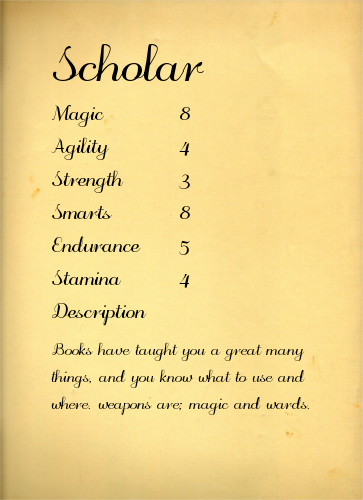 Scholar
Magic 8
Agility 4
Strength 3
Smarts 8
Endurance 5
Stamina 4
Description
Books have taught you a great many
things, and you know what to use and
where. weapons are; magic and wards.